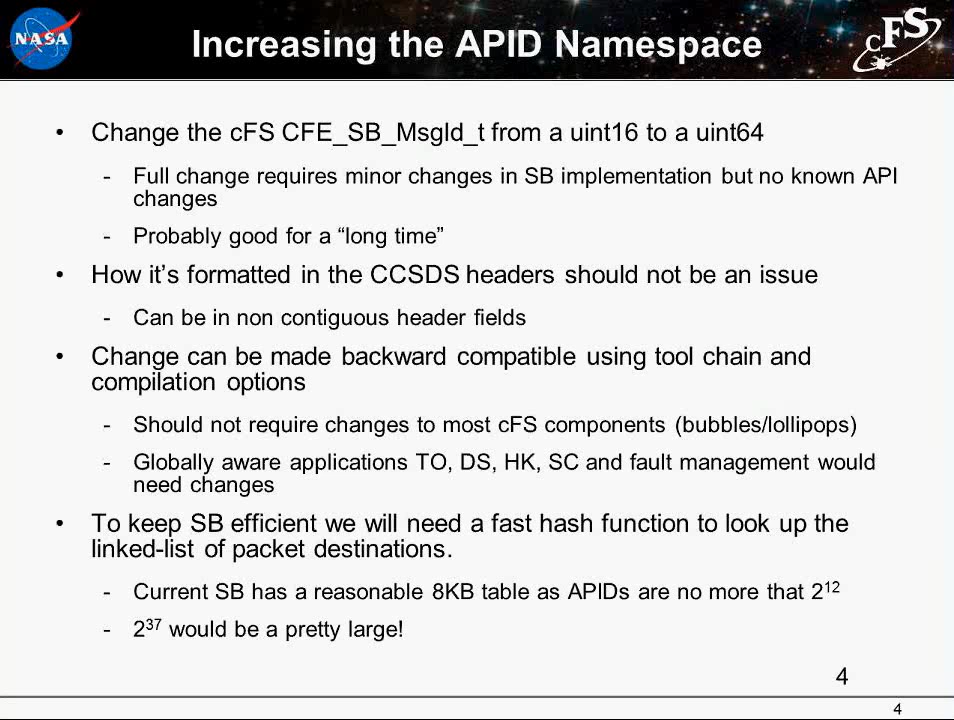 NASA
Increasing the APID Namespace
cFS
• Change the cFS CFE_SB_MsgId_t from a uint16 to a uint64
- Full change requires minor changes in SB implementation but no known API
changes
- Probably good for a “long time”
• How it’s formatted in the CCSDS headers should not be an issue
- Can be in non contiguous header fields
• Change can be made backward compatible using tool chain and
compilation options
- Should not require changes to most cFS components (bubbles/lollipops)
- Globally aware applications TO, DS, HK, SC and fault management would
need changes
• To keep SB efficient we will need a fast hash function to look up the
linked-list of packet destinations.
- Current SB has a reasonable 8KB table as APIDs are no more that 2¹²
- 2³⁷ would be a pretty large!
4
4